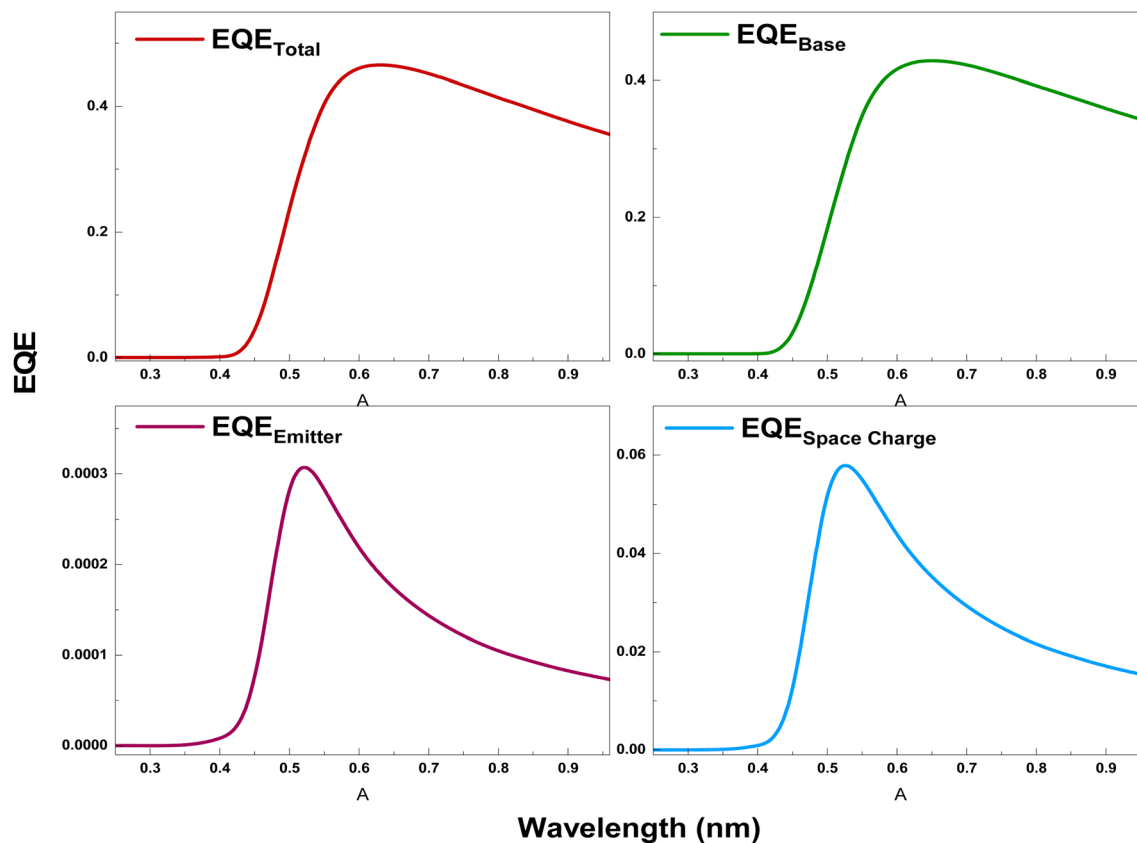 EQE_Total
0.4
0.2
0.0
0.3 0.4 0.5 0.6 0.7 0.8 0.9
A
EQE_Base
0.4
0.2
0.0
0.3 0.4 0.5 0.6 0.7 0.8 0.9
A
EQE
EQE_Emitter
0.0003
0.0002
0.0001
0.0000
0.3 0.4 0.5 0.6 0.7 0.8 0.9
A
EQE_Space Charge
0.06
0.04
0.02
0.00
0.3 0.4 0.5 0.6 0.7 0.8 0.9
A
Wavelength (nm)